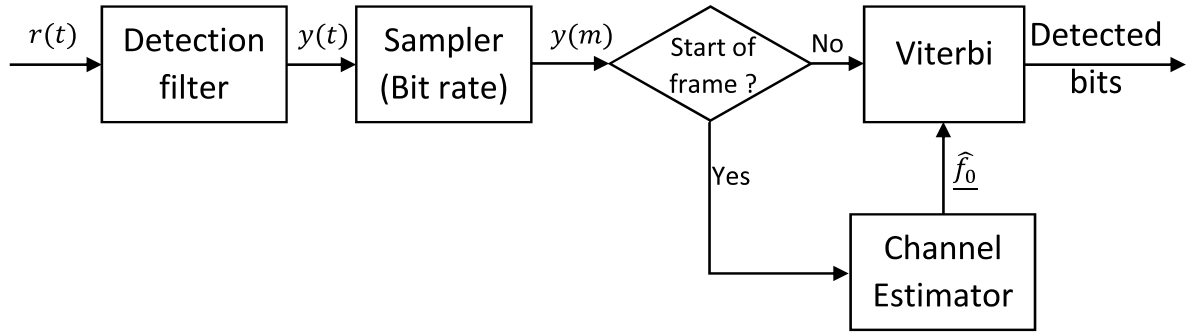 r(t)
Detection
filter
y(t)
Sampler
(Bit rate)
y(m)
Start of
frame ?
No
Viterbi
Detected
bits
Yes
f̂₀
Channel
Estimator